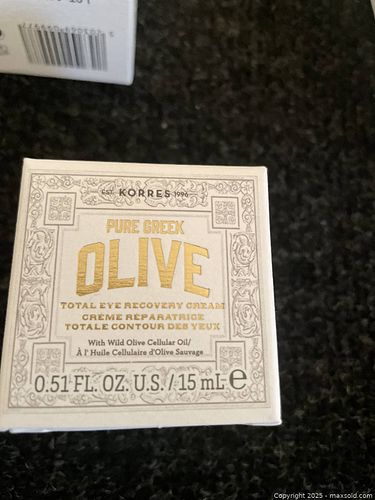 EST. KORRES 1996
PURE GREEK
OLIVE
TOTAL EYE RECOVERY CREAM
CRÈME RÉPARATRICE
TOTALE CONTOUR DES YEUX
With Wild Olive Cellular Oil/
À l' Huile Cellulaire d'Olive Sauvage
0.51 FL. OZ. U.S. / 15 mL ℮
Copyright 2025 - maxsold.com